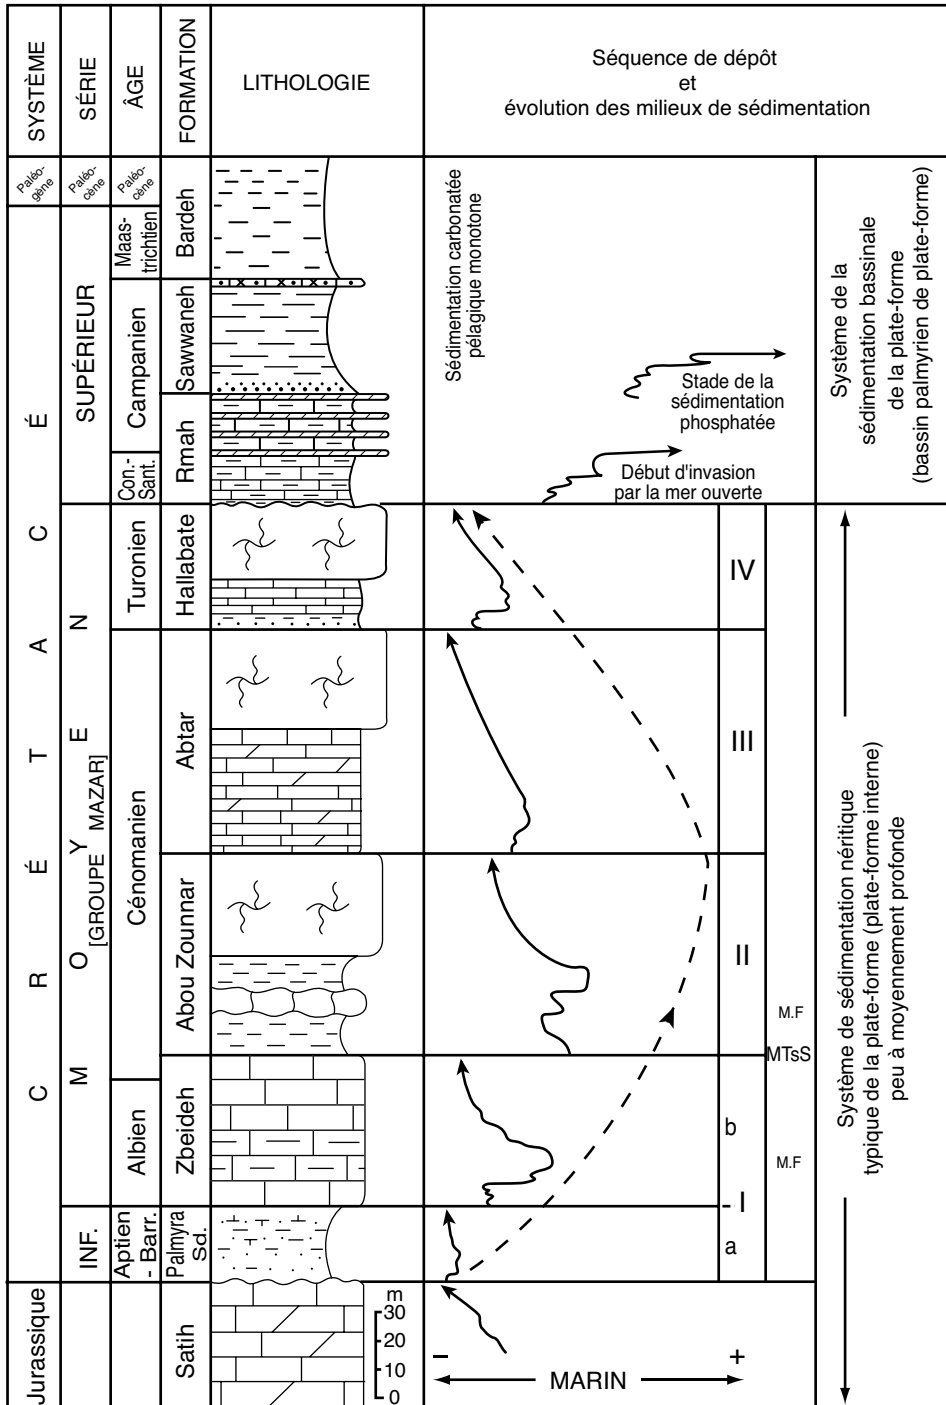 SYSTÈME
SÉRIE
ÂGE
FORMATION
LITHOLOGIE
Séquence de dépôt
et
évolution des milieux de sédimentation
Paléo-
gène
Paléo-
cène
Paléo-
cène
Maas-
trichtien
Bardeh
Sédimentation carbonatée
pélagique monotone
Système de la
sédimentation bassinale
de la plate-forme
(bassin palmyrien de plate-forme)
CRÉTACÉ
SUPÉRIEUR
Campanien
Sawwaneh
Stade de la
sédimentation
phosphatée
Con.-
Sant.
Rmah
Début d'invasion
par la mer ouverte
MOYEN
[GROUPE MAZAR]
Turonien
Hallabate
IV
Cénomanien
Abtar
III
Système de sédimentation néritique
typique de la plate-forme (plate-forme interne)
peu à moyennement profonde
Abou Zounnar
II
M.F
MTsS
Albien
Zbeideh
b
M.F
- I
INF.
Aptien
- Barr.
Palmyra
Sd.
a
Jurassique
Satih
m
30
20
10
0
– +
MARIN